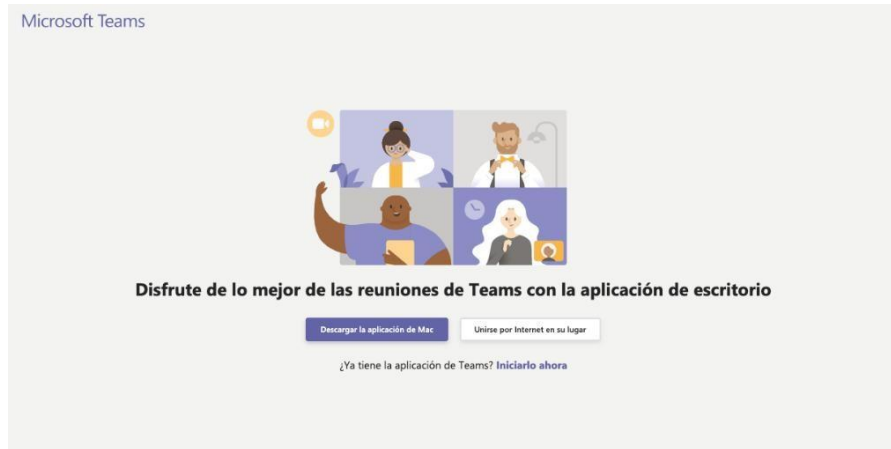 Microsoft Teams
Disfrute de lo mejor de las reuniones de Teams con la aplicación de escritorio
Descargar la aplicación de Mac
Unirse por Internet en su lugar
¿Ya tiene la aplicación de Teams? Iniciarlo ahora